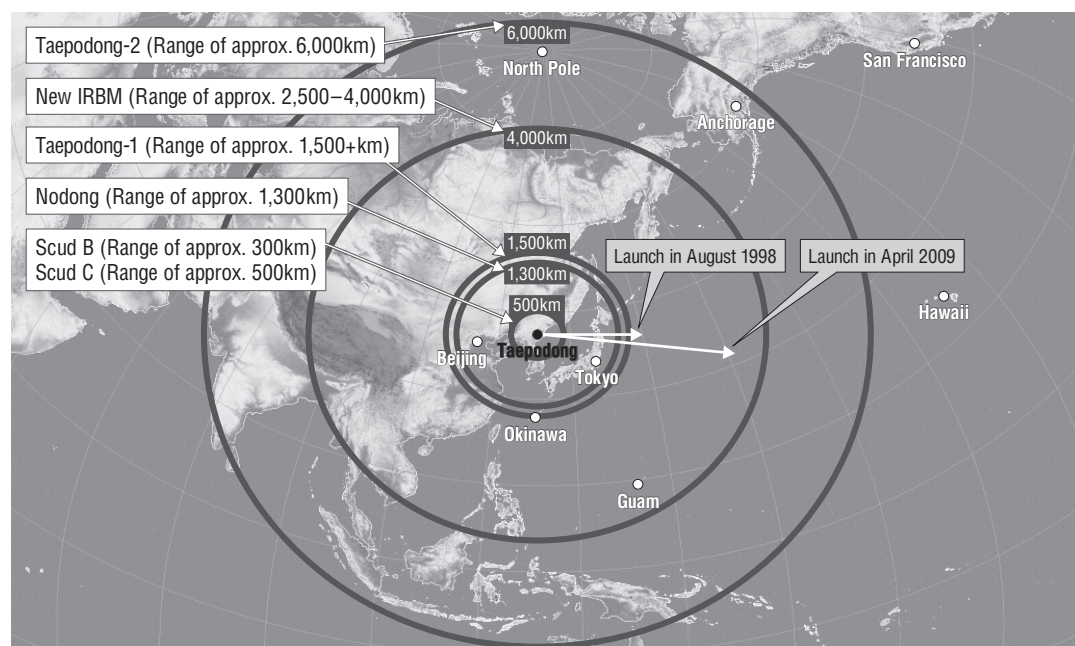 Taepodong-2 (Range of approx. 6,000km)
6,000km
North Pole
San Francisco
New IRBM (Range of approx. 2,500–4,000km)
Anchorage
4,000km
Taepodong-1 (Range of approx. 1,500+km)
Nodong (Range of approx. 1,300km)
Scud B (Range of approx. 300km)
Scud C (Range of approx. 500km)
1,500km
1,300km
500km
Launch in August 1998
Launch in April 2009
Hawaii
Beijing
Taepodong
Tokyo
Okinawa
Guam